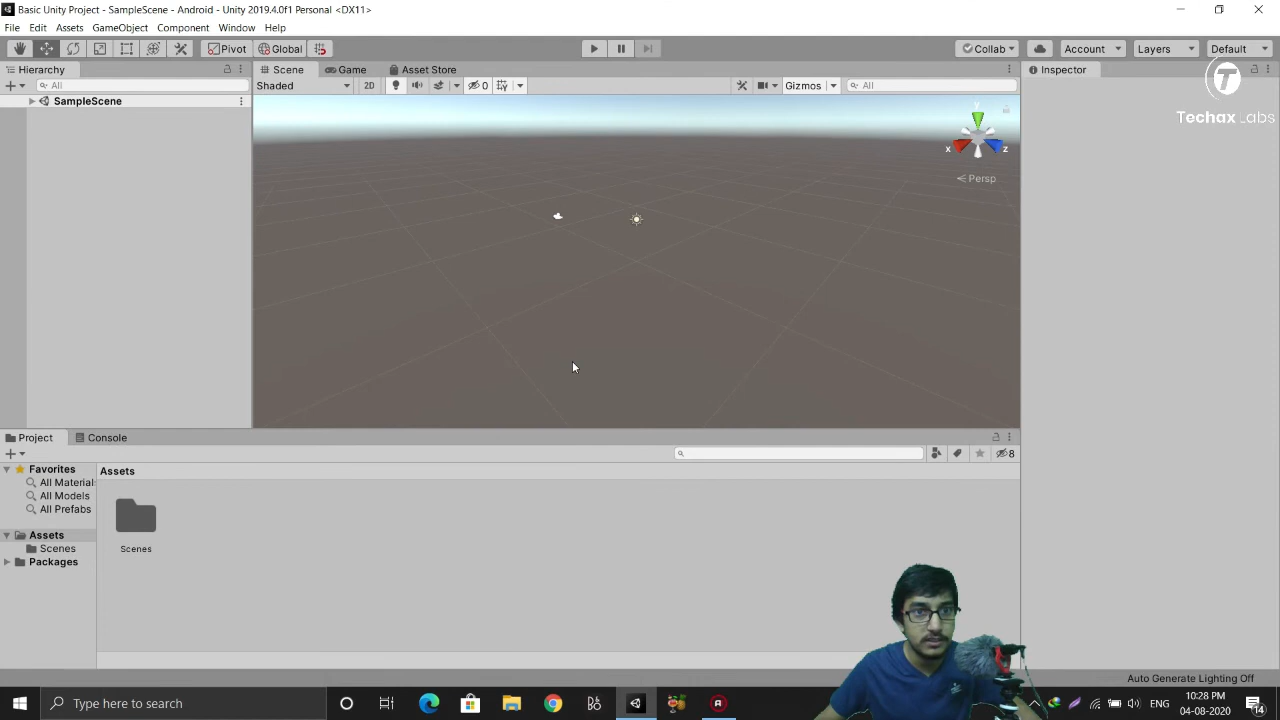 Basic Unity Project - SampleScene - Android - Unity 2019.4.0f1 Personal <DX11>
File Edit Assets GameObject Component Window Help
Pivot Global Collab Account Layers Default
Hierarchy Scene Game Asset Store Inspector
All Shaded 2D 0 Gizmos All
SampleScene
y
x z
Persp
Techax Labs
Project Console
8
Favorites Assets
All Material
All Models
All Prefabs
Assets
Scenes Scenes
Packages
Auto Generate Lighting Off
Type here to search
ENG
10:28 PM
04-08-2020
14